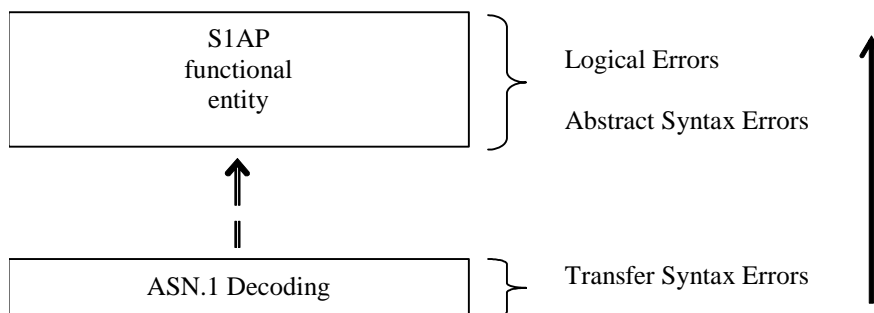 S1AP
functional
entity
Logical Errors
Abstract Syntax Errors
ASN.1 Decoding
Transfer Syntax Errors